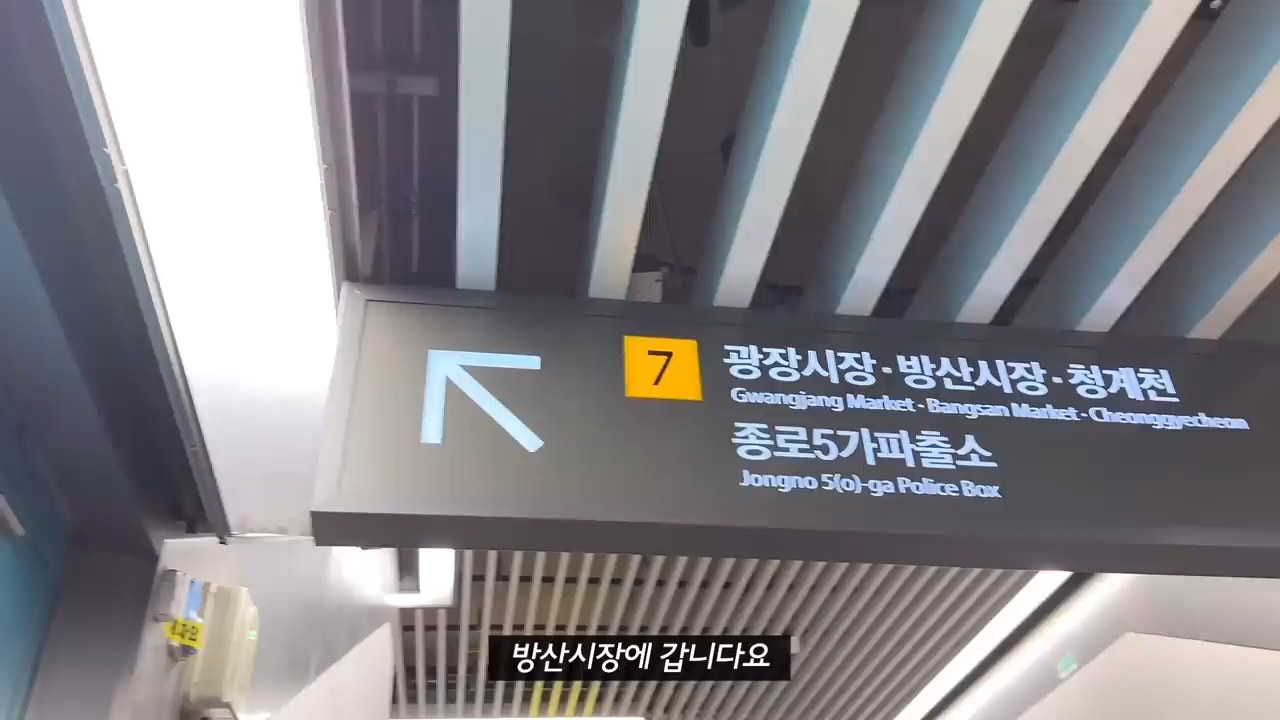 7
광장시장·방산시장·청계천
Gwangjang Market·Bangsan Market·Cheonggyecheon
종로5가파출소
Jongno 5(o)-ga Police Box
방산시장에 갑니다요